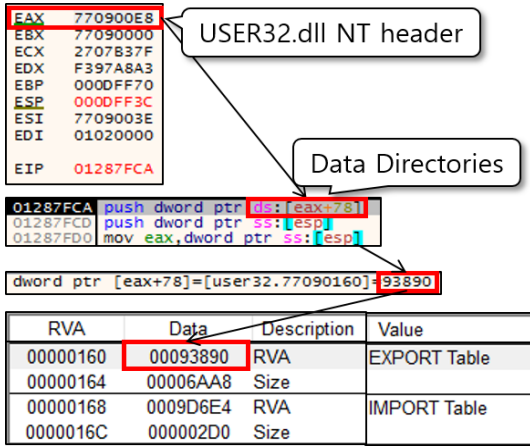 EAX 770900E8
EBX 77090000
ECX 2707B37F
EDX F397A8A3
EBP 000DFF70
ESP 000DFF3C
ESI 7709003E
EDI 01020000
EIP 01287FCA
USER32.dll NT header
Data Directories
01287FCA push dword ptr ds:[eax+78]
01287FCD push dword ptr ss:[esp]
01287FD0 mov eax,dword ptr ss:[esp]
dword ptr [eax+78]=[user32.77090160]=93890
RVA Data Description Value
00000160 00093890 RVA EXPORT Table
00000164 00006AA8 Size
00000168 0009D6E4 RVA IMPORT Table
0000016C 000002D0 Size